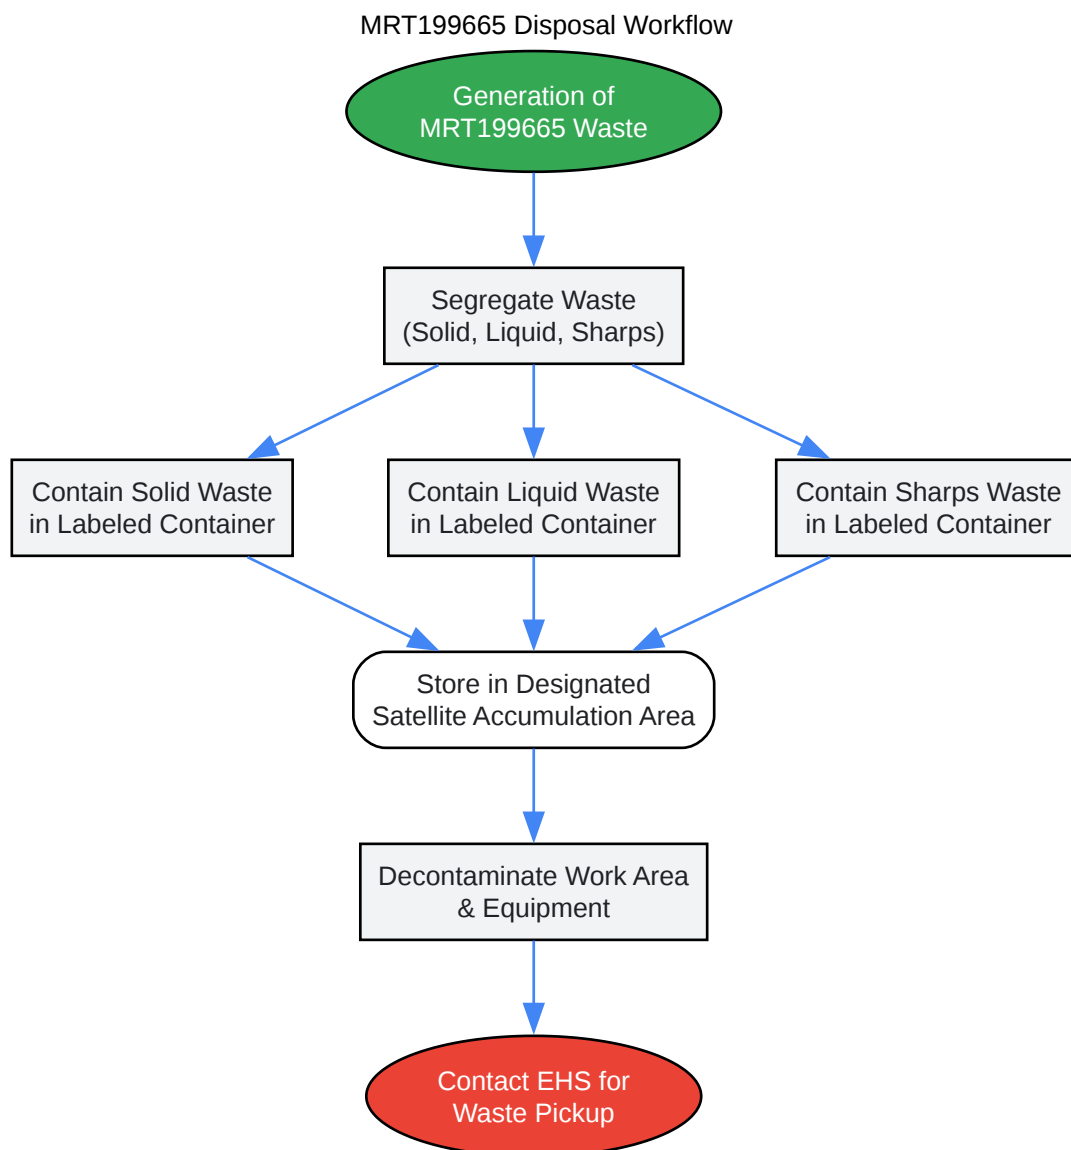 MRT199665 Disposal Workflow
Generation of
MRT199665 Waste
Segregate Waste
(Solid, Liquid, Sharps)
Contain Solid Waste
in Labeled Container
Contain Liquid Waste
in Labeled Container
Contain Sharps Waste
in Labeled Container
Store in Designated
Satellite Accumulation Area
Decontaminate Work Area
& Equipment
Contact EHS for
Waste Pickup